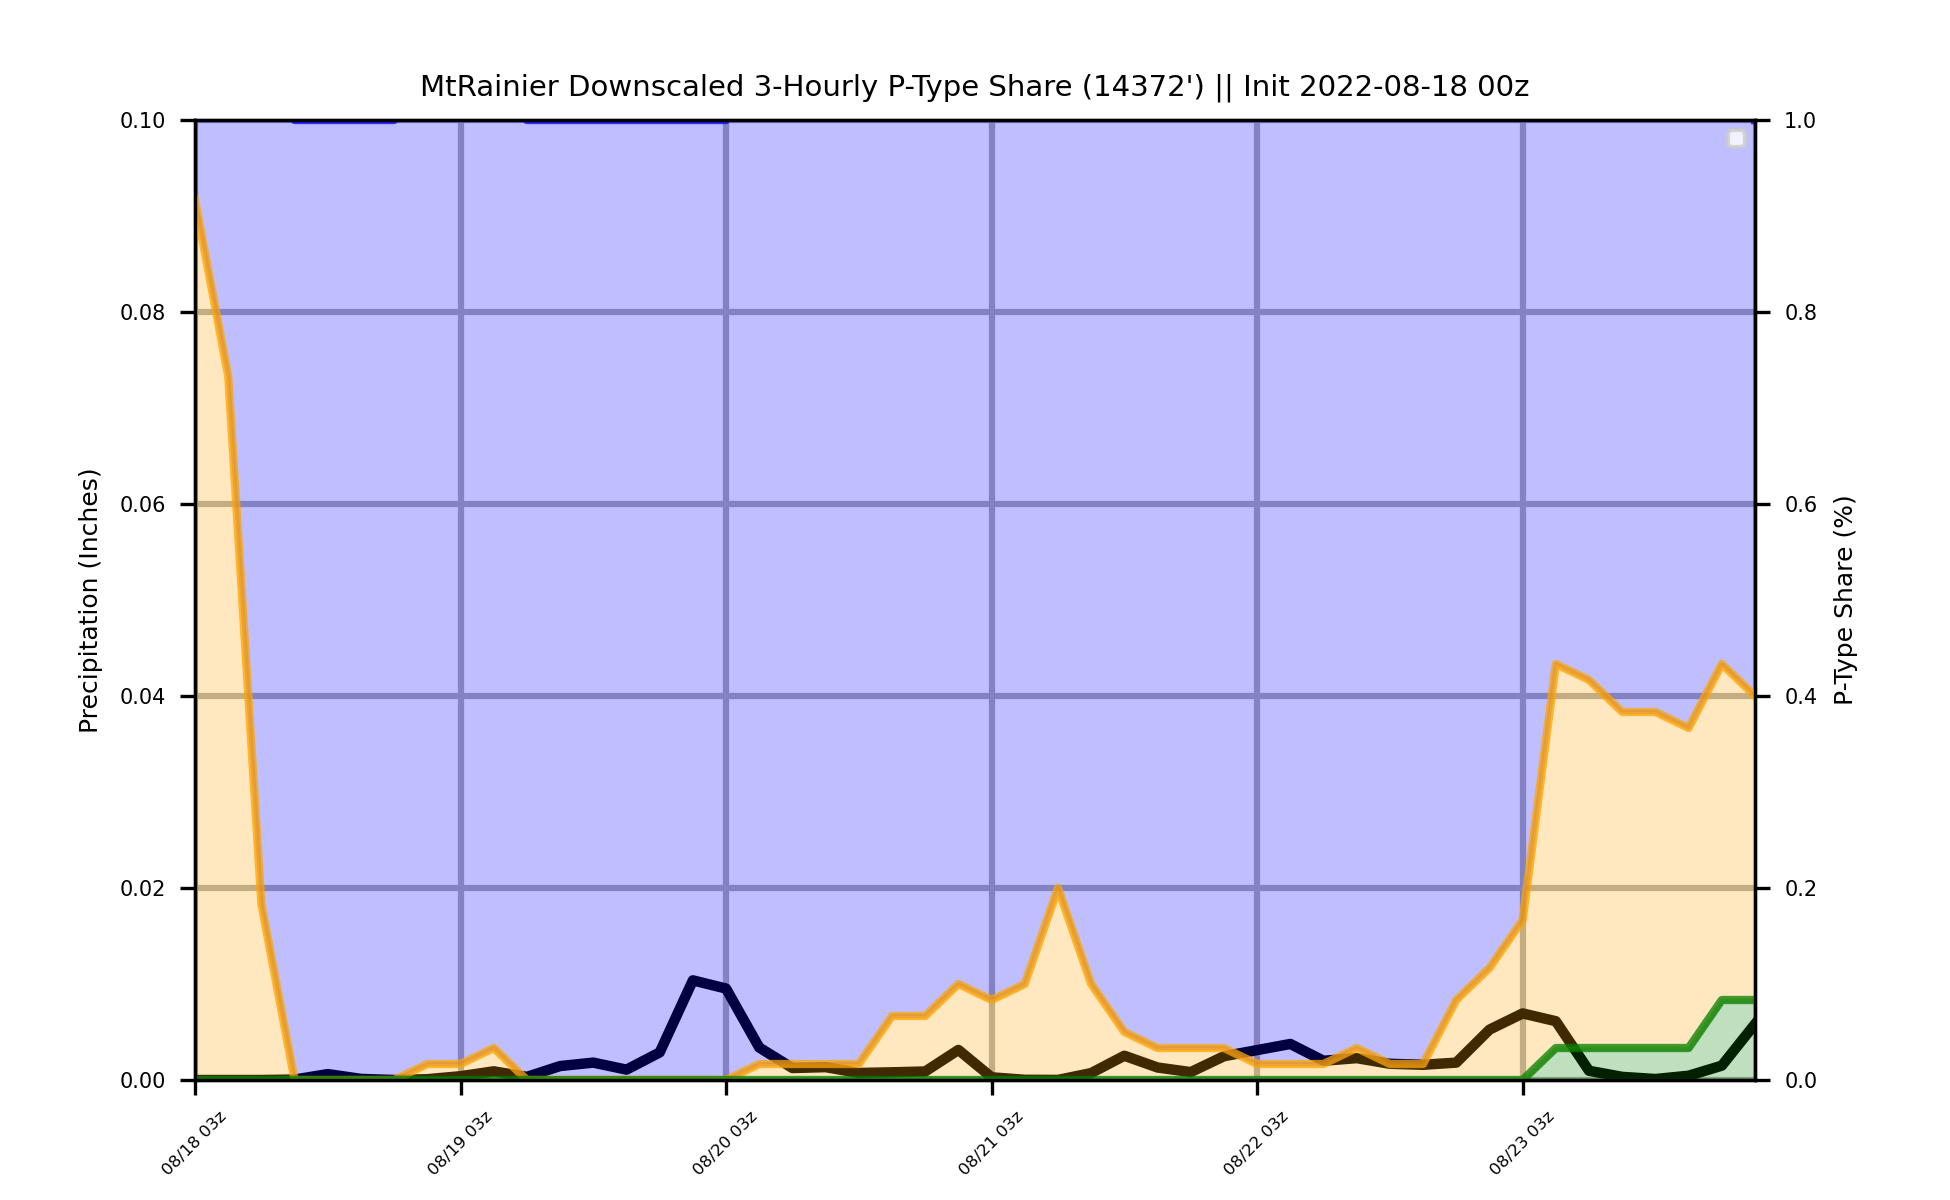 MtRainier Downscaled 3-Hourly P-Type Share (14372') || Init 2022-08-18 00z
Precipitation (Inches)
0.10
0.08
0.06
0.04
0.02
0.00
1.0
0.8
0.6
0.4
0.2
0.0
P-Type Share (%)
08/18 03z
08/19 03z
08/20 03z
08/21 03z
08/22 03z
08/23 03z